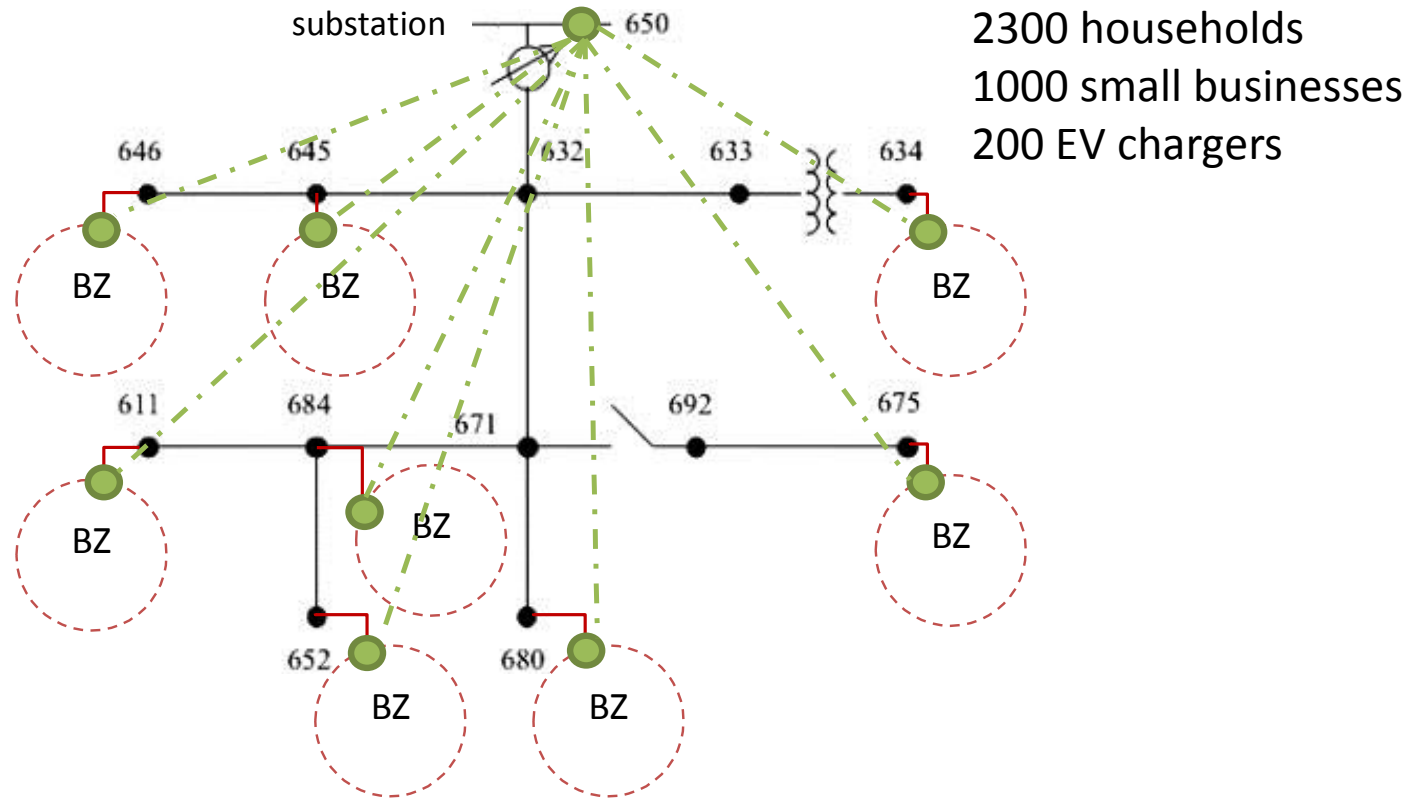 substation
650
2300 households
1000 small businesses
200 EV chargers
646
645
632
633
634
BZ
BZ
BZ
611
684
671
692
675
BZ
BZ
BZ
652
680
BZ
BZ